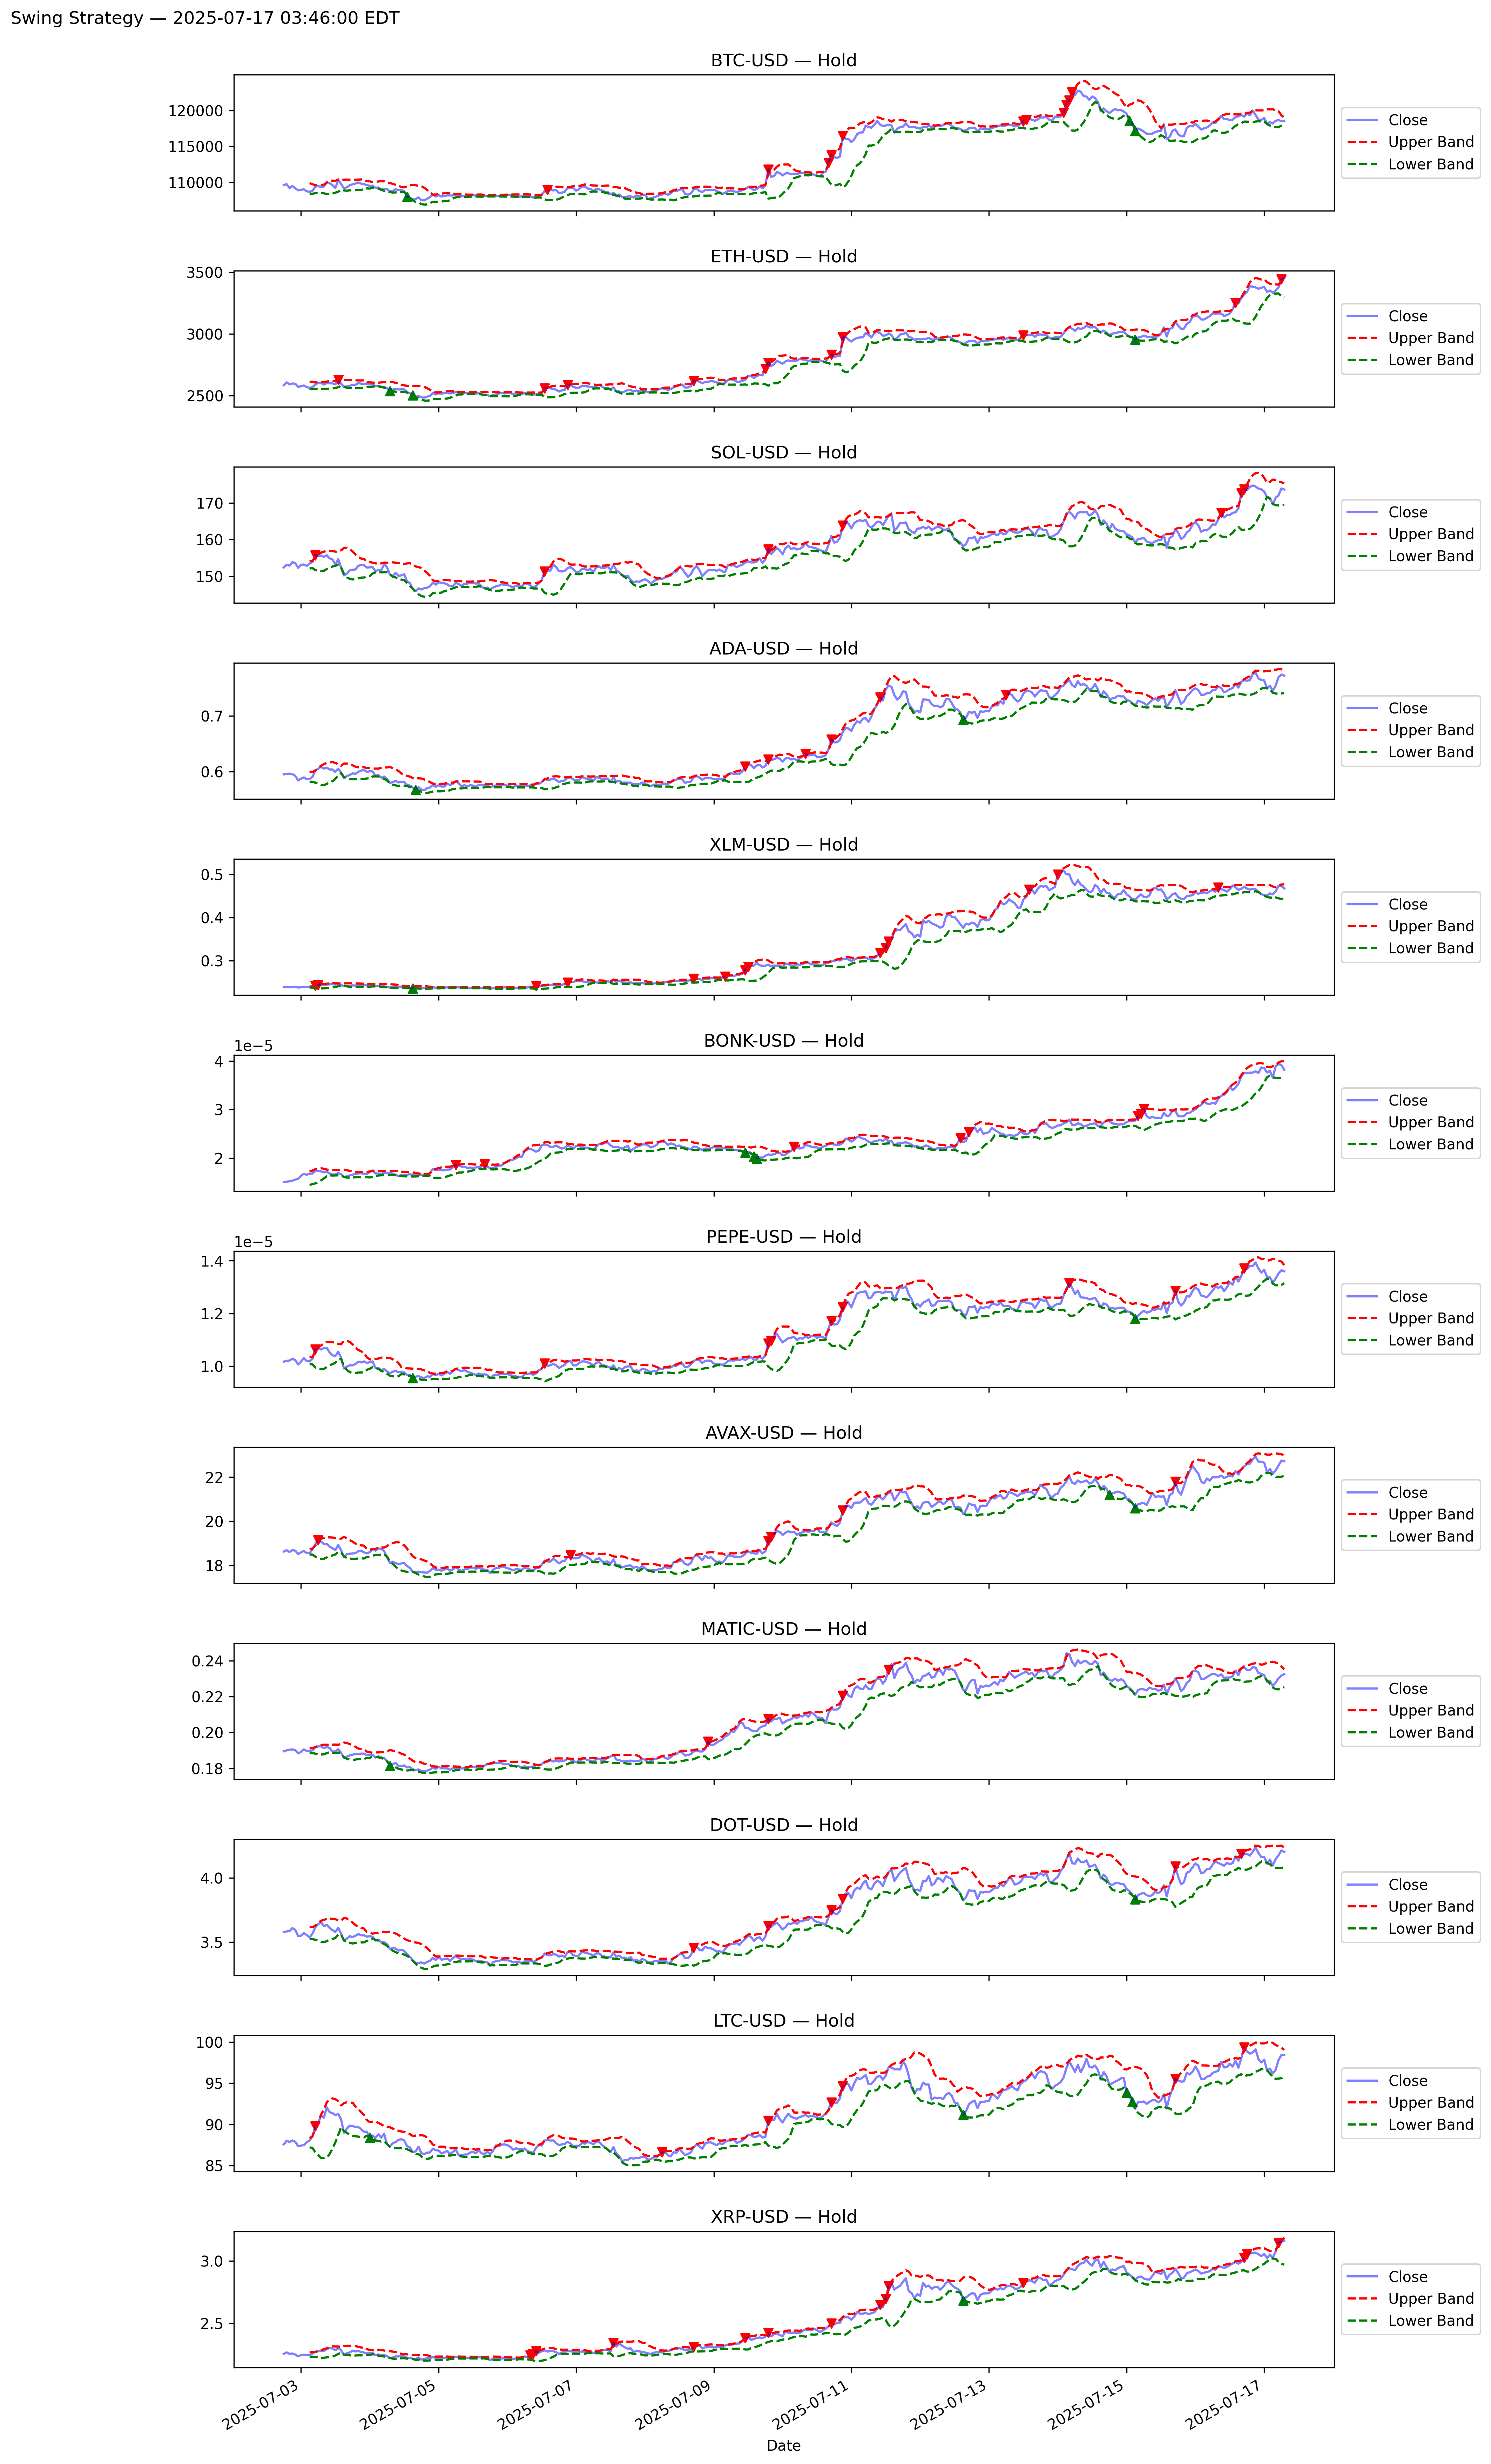 Swing Strategy — 2025-07-17 03:46:00 EDT
BTC-USD — Hold
120000
115000
110000
Close
Upper Band
Lower Band
ETH-USD — Hold
3500
3000
2500
Close
Upper Band
Lower Band
SOL-USD — Hold
170
160
150
Close
Upper Band
Lower Band
ADA-USD — Hold
0.7
0.6
Close
Upper Band
Lower Band
XLM-USD — Hold
0.5
0.4
0.3
Close
Upper Band
Lower Band
BONK-USD — Hold
1e−5
4
3
2
Close
Upper Band
Lower Band
PEPE-USD — Hold
1e−5
1.4
1.2
1.0
Close
Upper Band
Lower Band
AVAX-USD — Hold
22
20
18
Close
Upper Band
Lower Band
MATIC-USD — Hold
0.24
0.22
0.20
0.18
Close
Upper Band
Lower Band
DOT-USD — Hold
4.0
3.5
Close
Upper Band
Lower Band
LTC-USD — Hold
100
95
90
85
Close
Upper Band
Lower Band
XRP-USD — Hold
3.0
2.5
Close
Upper Band
Lower Band
2025-07-03
2025-07-05
2025-07-07
2025-07-09
2025-07-11
2025-07-13
2025-07-15
2025-07-17
Date